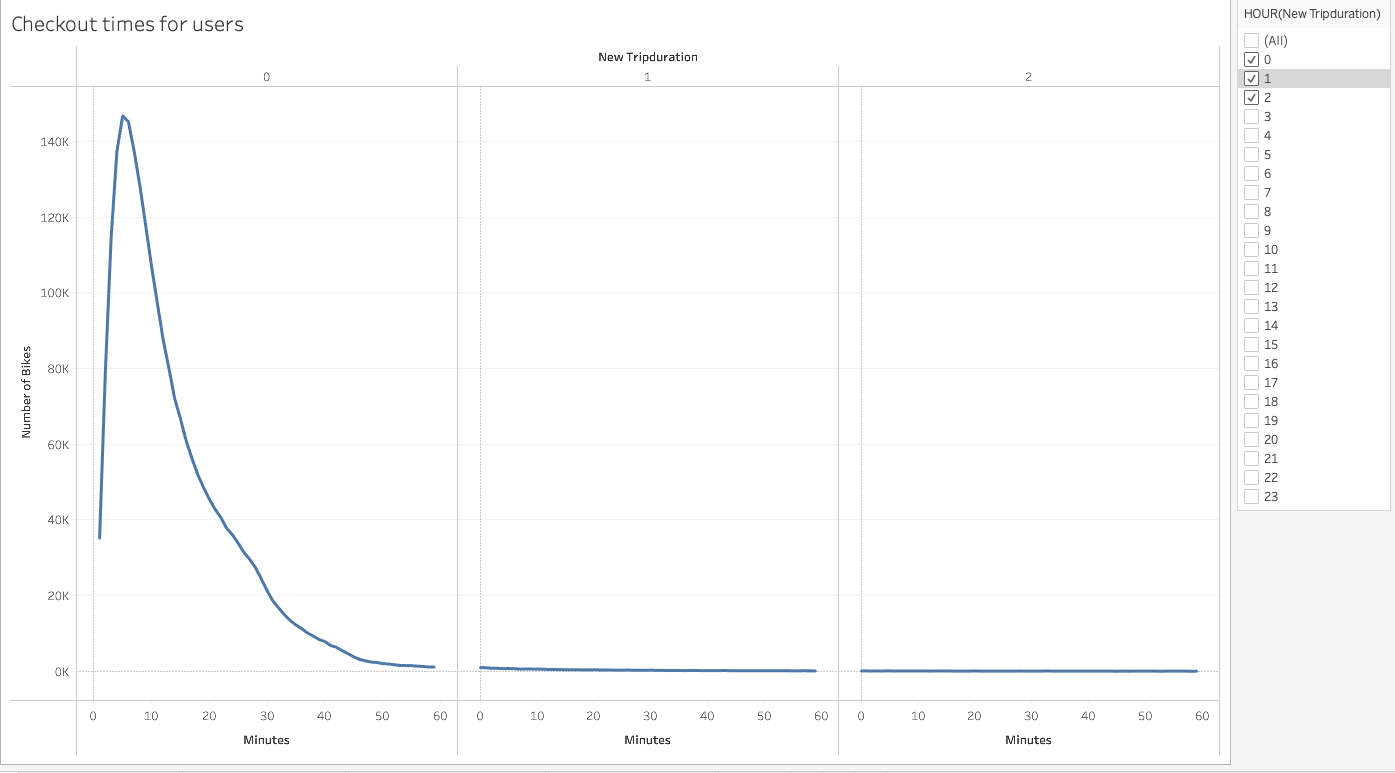 Checkout times for users
HOUR(New Tripduration)
(All)
0
1
2
3
4
5
6
7
8
9
10
11
12
13
14
15
16
17
18
19
20
21
22
23
New Tripduration
0 1 2
140K
120K
100K
80K
60K
40K
20K
0K
Number of Bikes
0 10 20 30 40 50 60 0 10 20 30 40 50 60 0 10 20 30 40 50 60
Minutes Minutes Minutes